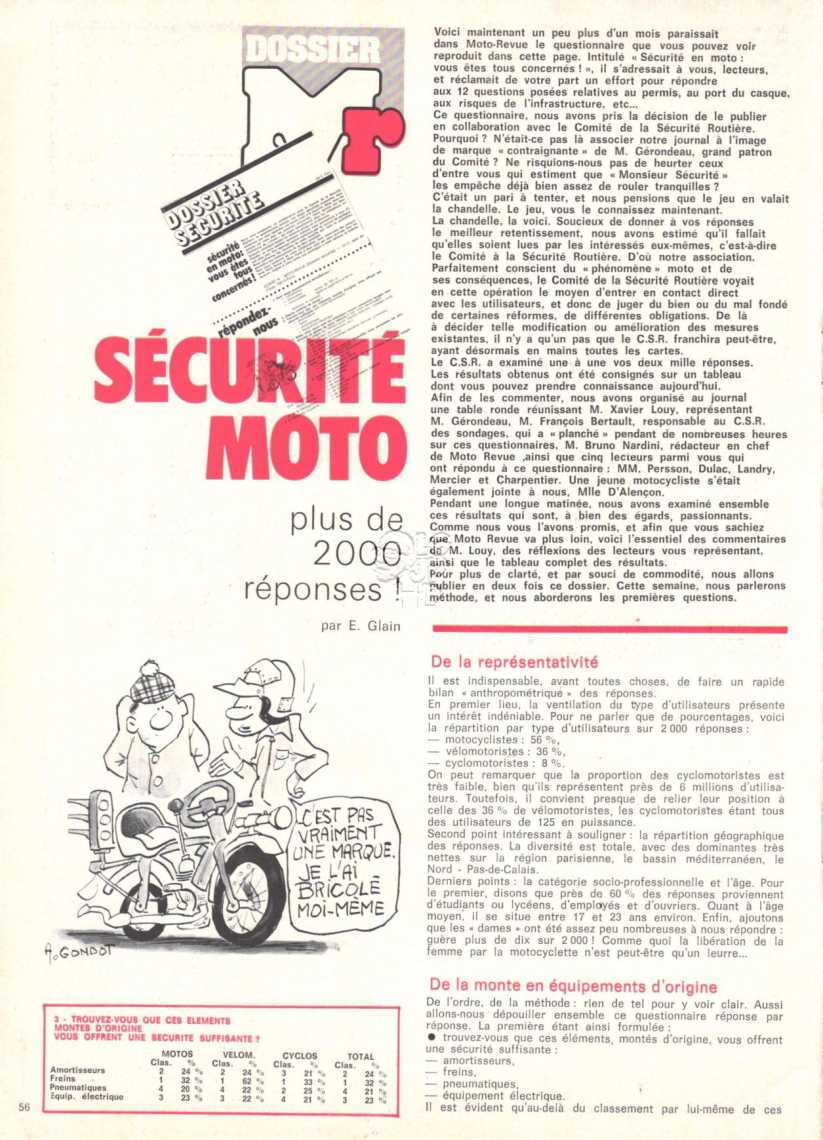 DOSSIER
Mr
DOSSIER
SECURITE
sécurité
en moto:
vous êtes
tous
concernés!
répondez-
nous
SÉCURITÉ
MOTO
plus de
2000
réponses !
par E. Glain
C'EST PAS
VRAIMENT
UNE MARQUE.
JE L'AI
BRICOLÉ
MOI-MÊME
A. GONDOT
3 - TROUVEZ-VOUS QUE CES ELEMENTS
MONTES D'ORIGINE
VOUS OFFRENT UNE SECURITE SUFFISANTE ?
MOTOS VELOM. CYCLOS TOTAL
Clas. % Clas. % Clas. % Clas. %
Amortisseurs 2 24 % 2 24 % 3 21 % 2 24 %
Freins 1 32 % 1 62 % 1 33 % 1 32 %
Pneumatiques 4 20 % 4 22 % 2 25 % 4 21 %
Equip. électrique 3 23 % 3 22 % 4 21 % 3 23 %
56
Voici maintenant un peu plus d'un mois paraissait
dans Moto-Revue le questionnaire que vous pouvez voir
reproduit dans cette page. Intitulé « Sécurité en moto :
vous êtes tous concernés ! », il s'adressait à vous, lecteurs,
et réclamait de votre part un effort pour répondre
aux 12 questions posées relatives au permis, au port du casque,
aux risques de l'infrastructure, etc...
Ce questionnaire, nous avons pris la décision de le publier
en collaboration avec le Comité de la Sécurité Routière.
Pourquoi ? N'était-ce pas là associer notre journal à l'image
de marque « contraignante » de M. Gérondeau, grand patron
du Comité ? Ne risquions-nous pas de heurter ceux
d'entre vous qui estiment que « Monsieur Sécurité »
les empêche déjà bien assez de rouler tranquilles ?
C'était un pari à tenter, et nous pensions que le jeu en valait
la chandelle. Le jeu, vous le connaissez maintenant.
La chandelle, la voici. Soucieux de donner à vos réponses
le meilleur retentissement, nous avons estimé qu'il fallait
qu'elles soient lues par les intéressés eux-mêmes, c'est-à-dire
le Comité à la Sécurité Routière. D'où notre association.
Parfaitement conscient du « phénomène » moto et de
ses conséquences, le Comité de la Sécurité Routière voyait
en cette opération le moyen d'entrer en contact direct
avec les utilisateurs, et donc de juger du bien ou du mal fondé
de certaines réformes, de différentes obligations. De là
à décider telle modification ou amélioration des mesures
existantes, il n'y a qu'un pas que le C.S.R. franchira peut-être,
ayant désormais en mains toutes les cartes.
Le C.S.R. a examiné une à une vos deux mille réponses.
Les résultats obtenus ont été consignés sur un tableau
dont vous pouvez prendre connaissance aujourd'hui.
Afin de les commenter, nous avons organisé au journal
une table ronde réunissant M. Xavier Louy, représentant
M. Gérondeau, M. François Bertault, responsable au C.S.R.
des sondages, qui a « planché » pendant de nombreuses heures
sur ces questionnaires, M. Bruno Nardini, rédacteur en chef
de Moto Revue ,ainsi que cinq lecteurs parmi vous qui
ont répondu à ce questionnaire : MM. Persson, Dulac, Landry,
Mercier et Charpentier. Une jeune motocycliste s'était
également jointe à nous, Mlle D'Alençon.
Pendant une longue matinée, nous avons examiné ensemble
ces résultats qui sont, à bien des égards, passionnants.
Comme nous vous l'avons promis, et afin que vous sachiez
que Moto Revue va plus loin, voici l'essentiel des commentaires
de M. Louy, des réflexions des lecteurs vous représentant,
ainsi que le tableau complet des résultats.
Pour plus de clarté, et par souci de commodité, nous allons
publier en deux fois ce dossier. Cette semaine, nous parlerons
méthode, et nous aborderons les premières questions.
De la représentativité
Il est indispensable, avant toutes choses, de faire un rapide
bilan « anthropométrique » des réponses.
En premier lieu, la ventilation du type d'utilisateurs présente
un intérêt indéniable. Pour ne parler que de pourcentages, voici
la répartition par type d'utilisateurs sur 2 000 réponses :
— motocyclistes : 56 %,
— vélomotoristes : 36 %,
— cyclomotoristes : 8 %.
On peut remarquer que la proportion des cyclomotoristes est
très faible, bien qu'ils représentent près de 6 millions d'utilisa-
teurs. Toutefois, il convient presque de relier leur position à
celle des 36 % de vélomotoristes, les cyclomotoristes étant tous
des utilisateurs de 125 en puissance.
Second point intéressant à souligner : la répartition géographique
des réponses. La diversité est totale, avec des dominantes très
nettes sur la région parisienne, le bassin méditerranéen, le
Nord - Pas-de-Calais.
Derniers points : la catégorie socio-professionnelle et l'âge. Pour
le premier, disons que près de 60 % des réponses proviennent
d'étudiants ou lycéens, d'employés et d'ouvriers. Quant à l'âge
moyen, il se situe entre 17 et 23 ans environ. Enfin, ajoutons
que les « dames » ont été assez peu nombreuses à nous répondre :
guère plus de dix sur 2 000 ! Comme quoi la libération de la
femme par la motocyclette n'est peut-être qu'un leurre...
De la monte en équipements d'origine
De l'ordre, de la méthode : rien de tel pour y voir clair. Aussi
allons-nous dépouiller ensemble ce questionnaire réponse par
réponse. La première étant ainsi formulée :
● trouvez-vous que ces éléments, montés d'origine, vous offrent
une sécurité suffisante :
— amortisseurs,
— freins,
— pneumatiques,
— équipement électrique.
Il est évident qu'au-delà du classement par lui-même de ces